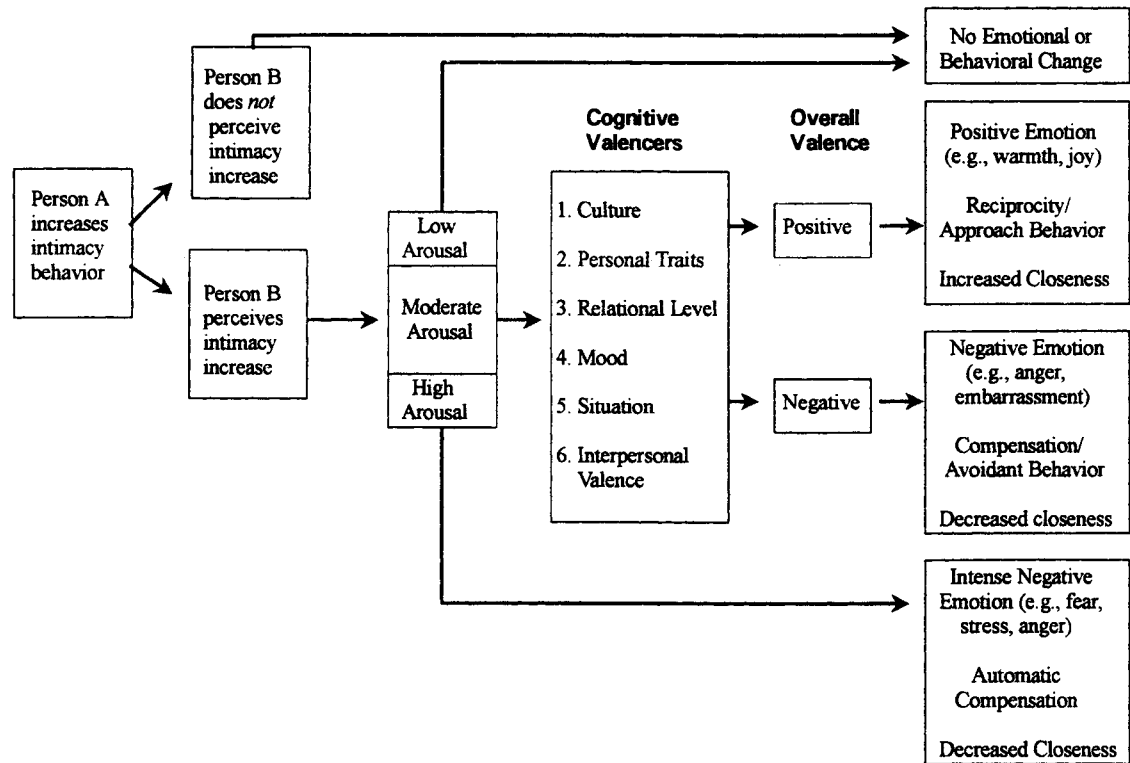 Person A
increases
intimacy
behavior
Person B
does not
perceive
intimacy
increase
Person B
perceives
intimacy
increase
Low
Arousal
Moderate
Arousal
High
Arousal
Cognitive
Valencers
1. Culture
2. Personal Traits
3. Relational Level
4. Mood
5. Situation
6. Interpersonal
Valence
Overall
Valence
Positive
Negative
No Emotional or
Behavioral Change
Positive Emotion
(e.g., warmth, joy)
Reciprocity/
Approach Behavior
Increased Closeness
Negative Emotion
(e.g., anger,
embarrassment)
Compensation/
Avoidant Behavior
Decreased closeness
Intense Negative
Emotion (e.g., fear,
stress, anger)
Automatic
Compensation
Decreased Closeness